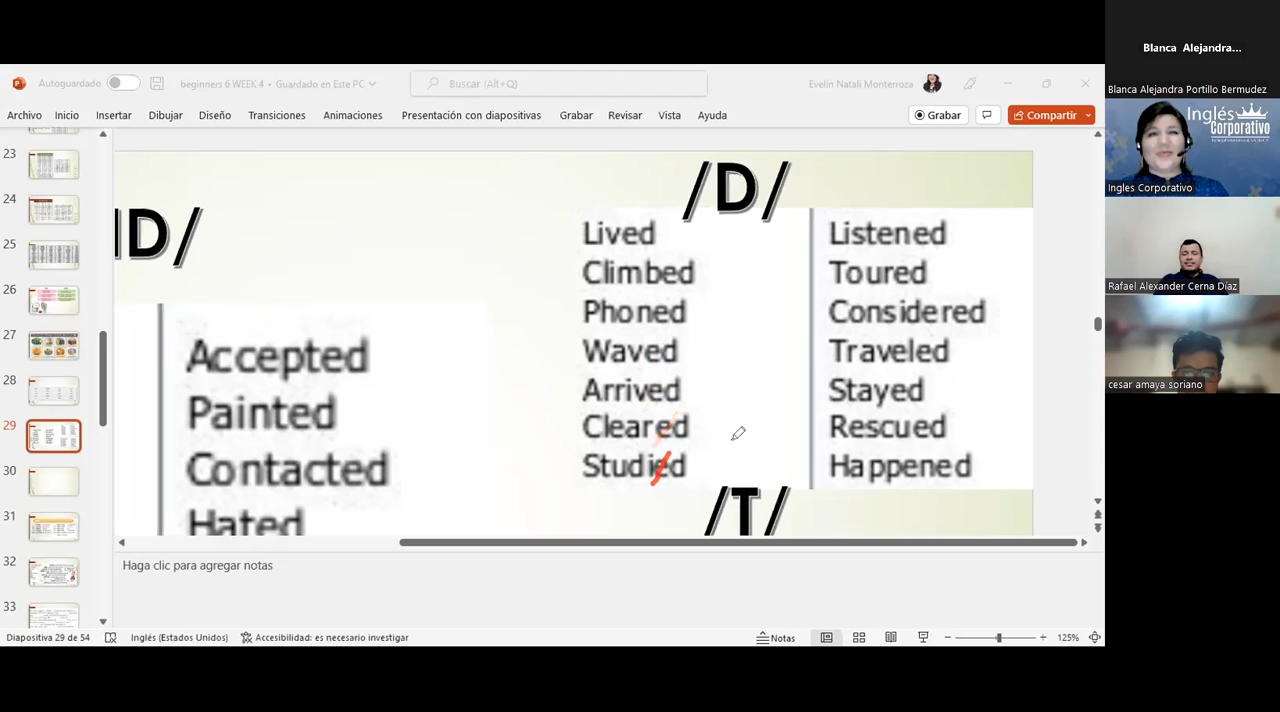 Blanca Alejandra...
Blanca Alejandra Portillo Bermudez
Autoguardado
beginners 6 WEEK 4 • Guardado en Este PC
Buscar (Alt+Q)
Evelin Natali Monterroza
Archivo Inicio Insertar Dibujar Diseño Transiciones Animaciones Presentación con diapositivas Grabar Revisar Vista Ayuda
Grabar
Compartir
Inglés
Corporativo
Ingles Corporativo
Rafael Alexander Cerna Díaz
cesar amaya soriano
23
24
25
26
27
28
29
30
31
32
33
ID/
Accepted
Painted
Contacted
Hated
/D/
Lived
Climbed
Phoned
Waved
Arrived
Cleared
Studied
Listened
Toured
Considered
Traveled
Stayed
Rescued
Happened
/T/
Haga clic para agregar notas
Diapositiva 29 de 54
Inglés (Estados Unidos)
Accesibilidad: es necesario investigar
Notas
125%